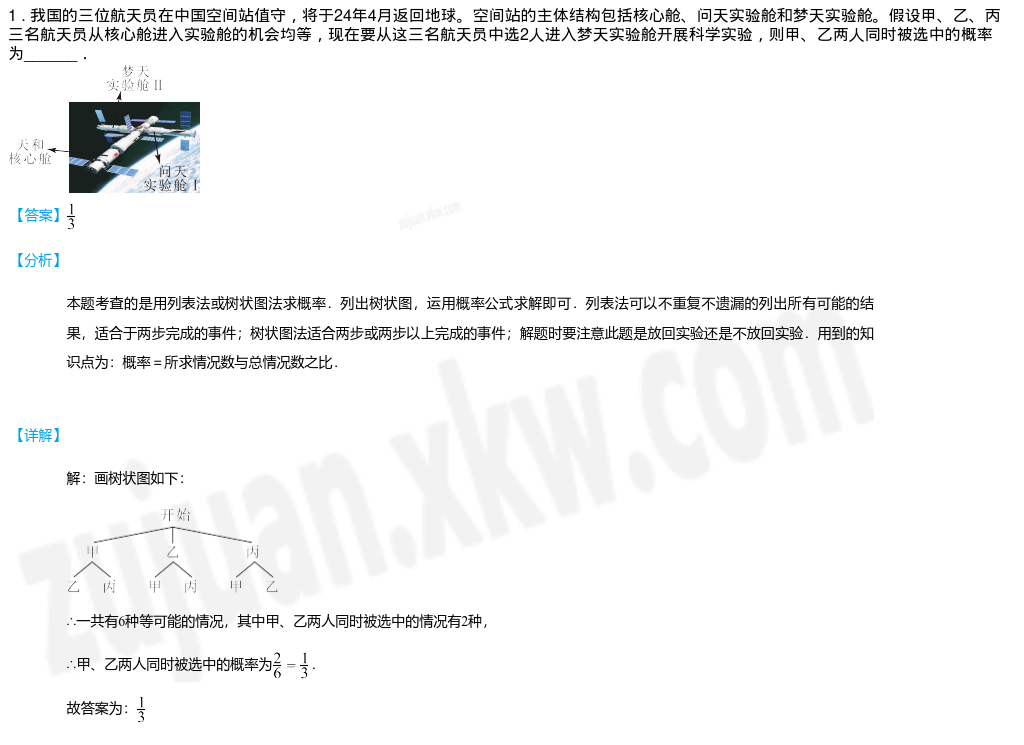 1．我国的三位航天员在中国空间站值守，将于24年4月返回地球。空间站的主体结构包括核心舱、问天实验舱和梦天实验舱。假设甲、乙、丙
三名航天员从核心舱进入实验舱的机会均等，现在要从这三名航天员中选2人进入梦天实验舱开展科学实验，则甲、乙两人同时被选中的概率
为_______．
梦天
实验舱Ⅱ
天和
核心舱
问天
实验舱Ⅰ
【答案】1/3
zujuan.xkw.com
【分析】
本题考查的是用列表法或树状图法求概率．列出树状图，运用概率公式求解即可．列表法可以不重复不遗漏的列出所有可能的结
果，适合于两步完成的事件；树状图法适合两步或两步以上完成的事件；解题时要注意此题是放回实验还是不放回实验．用到的知
识点为：概率＝所求情况数与总情况数之比．
【详解】
解：画树状图如下：
开始
甲 乙 丙
乙 丙 甲 丙 甲 乙
∴一共有6种等可能的情况，其中甲、乙两人同时被选中的情况有2种，
∴甲、乙两人同时被选中的概率为2/6＝1/3．
故答案为：1/3
zujuan.xkw.com